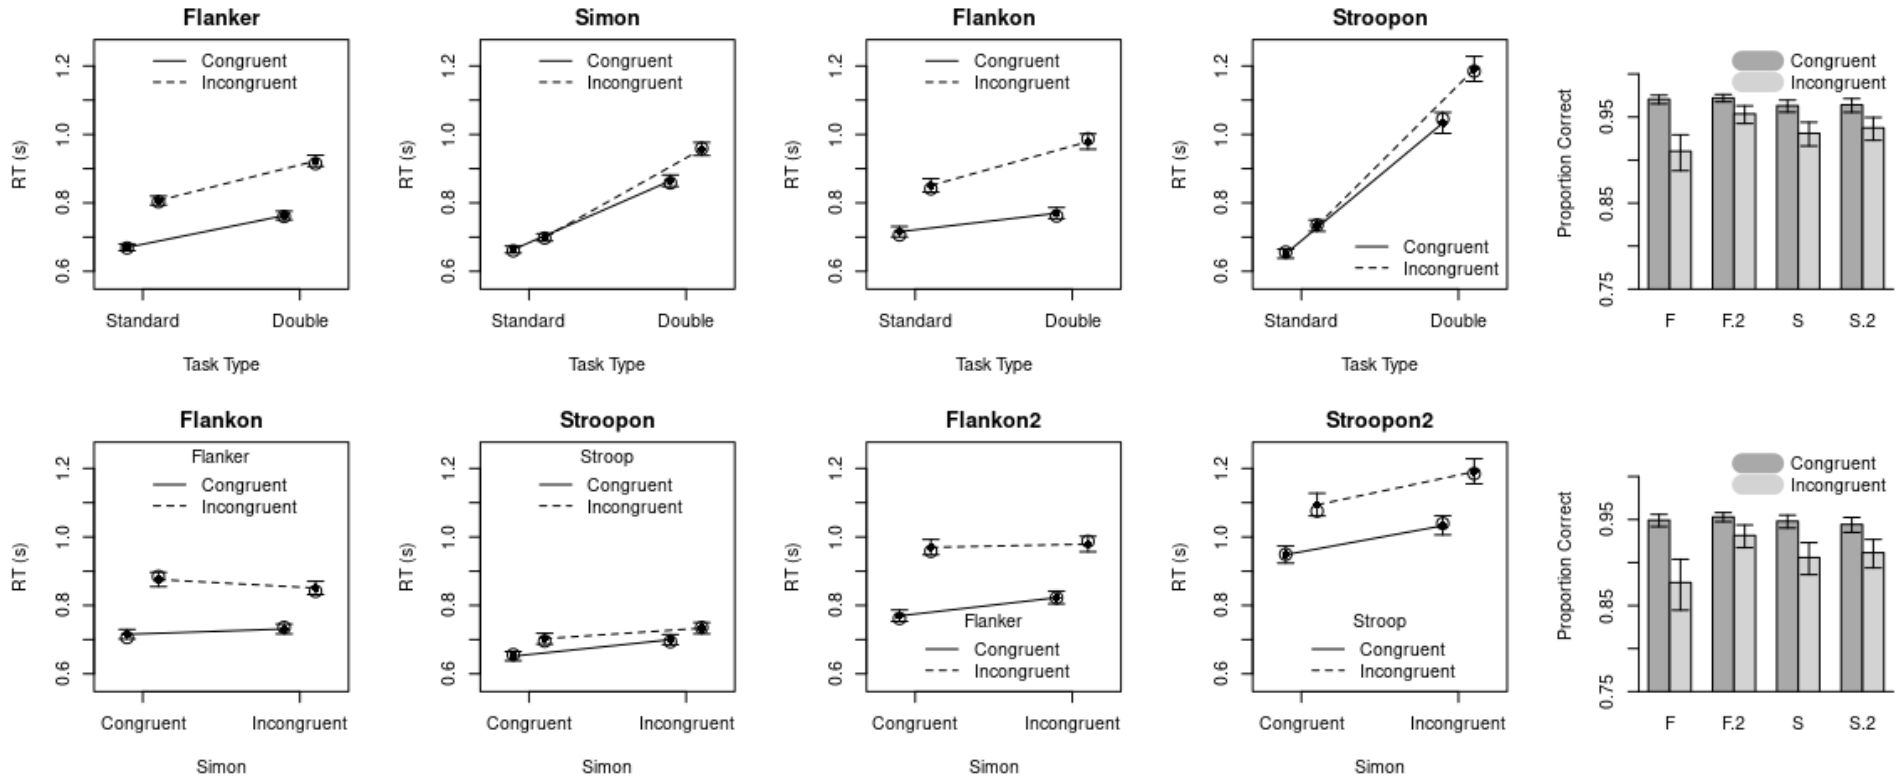 Flanker
Congruent
Incongruent
RT (s)
0.6 0.8 1.0 1.2
Standard Double
Task Type
Simon
Congruent
Incongruent
RT (s)
0.6 0.8 1.0 1.2
Standard Double
Task Type
Flankon
Congruent
Incongruent
RT (s)
0.6 0.8 1.0 1.2
Standard Double
Task Type
Stroopon
RT (s)
0.6 0.8 1.0 1.2
Congruent
Incongruent
Standard Double
Task Type
Congruent
Incongruent
Proportion Correct
0.75 0.85 0.95
F F.2 S S.2
Flankon
Flanker
Congruent
Incongruent
RT (s)
0.6 0.8 1.0 1.2
Congruent Incongruent
Simon
Stroopon
Stroop
Congruent
Incongruent
RT (s)
0.6 0.8 1.0 1.2
Congruent Incongruent
Simon
Flankon2
RT (s)
0.6 0.8 1.0 1.2
Flanker
Congruent
Incongruent
Congruent Incongruent
Simon
Stroopon2
RT (s)
0.6 0.8 1.0 1.2
Stroop
Congruent
Incongruent
Congruent Incongruent
Simon
Congruent
Incongruent
Proportion Correct
0.75 0.85 0.95
F F.2 S S.2